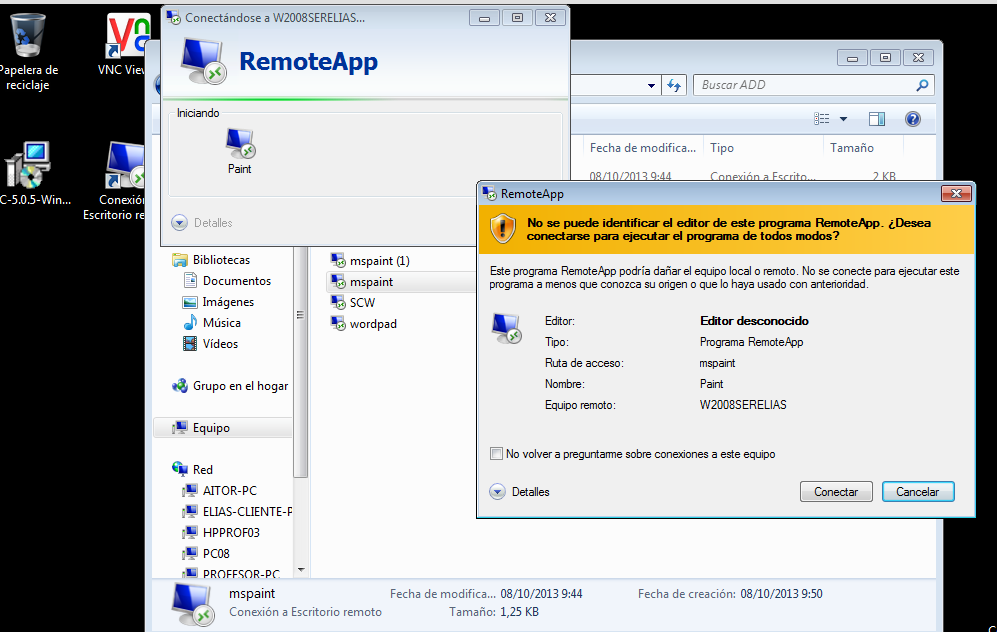 Papelera de
reciclaje
VNC View
C-5.0.5-Win...
Conexió
Escritorio re
Conectándose a W2008SERELIAS...
RemoteApp
Iniciando
Paint
Detalles
Buscar ADD
Fecha de modifica...
Tipo
Tamaño
08/10/2013 9:44
Conexión a Escrito...
2 KB
Bibliotecas
Documentos
Imágenes
Música
Vídeos
Grupo en el hogar
Equipo
Red
AITOR-PC
ELIAS-CLIENTE-P
HPPROF03
PC08
PROFESOR-PC
mspaint (1)
mspaint
SCW
wordpad
RemoteApp
No se puede identificar el editor de este programa RemoteApp. ¿Desea
conectarse para ejecutar el programa de todos modos?
Este programa RemoteApp podría dañar el equipo local o remoto. No se conecte para ejecutar este
programa a menos que conozca su origen o que lo haya usado con anterioridad.
Editor: Editor desconocido
Tipo: Programa RemoteApp
Ruta de acceso: mspaint
Nombre: Paint
Equipo remoto: W2008SERELIAS
No volver a preguntarme sobre conexiones a este equipo
Detalles
Conectar
Cancelar
mspaint
Conexión a Escritorio remoto
Fecha de modifica... 08/10/2013 9:44
Tamaño: 1,25 KB
Fecha de creación: 08/10/2013 9:50